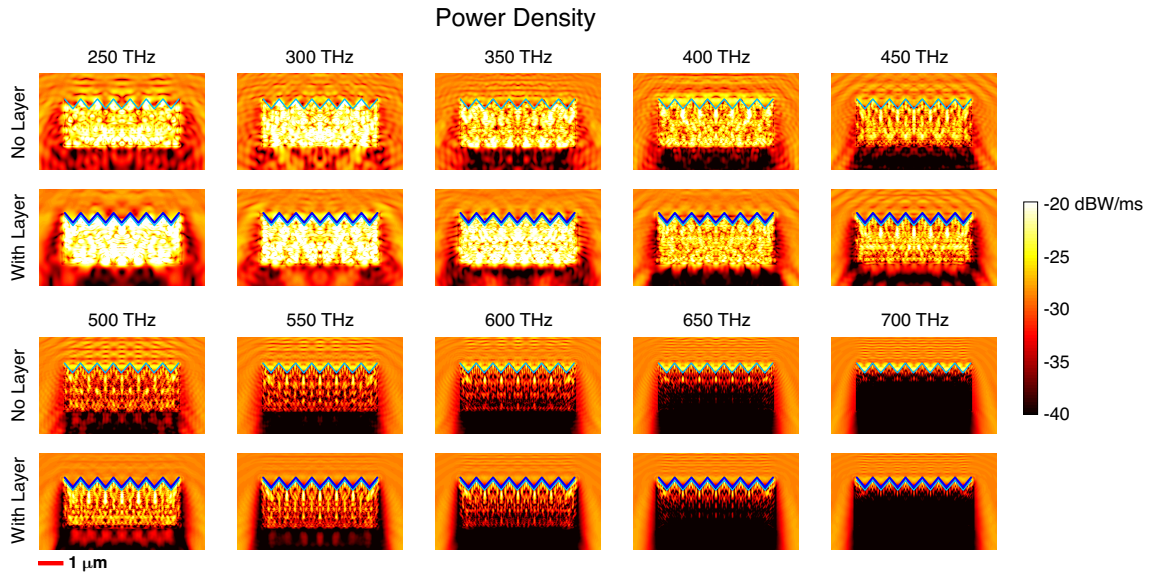 Power Density
250 THz 300 THz 350 THz 400 THz 450 THz
No Layer
With Layer
-20 dBW/ms
-25
-30
-35
-40
500 THz 550 THz 600 THz 650 THz 700 THz
No Layer
With Layer
1 μm